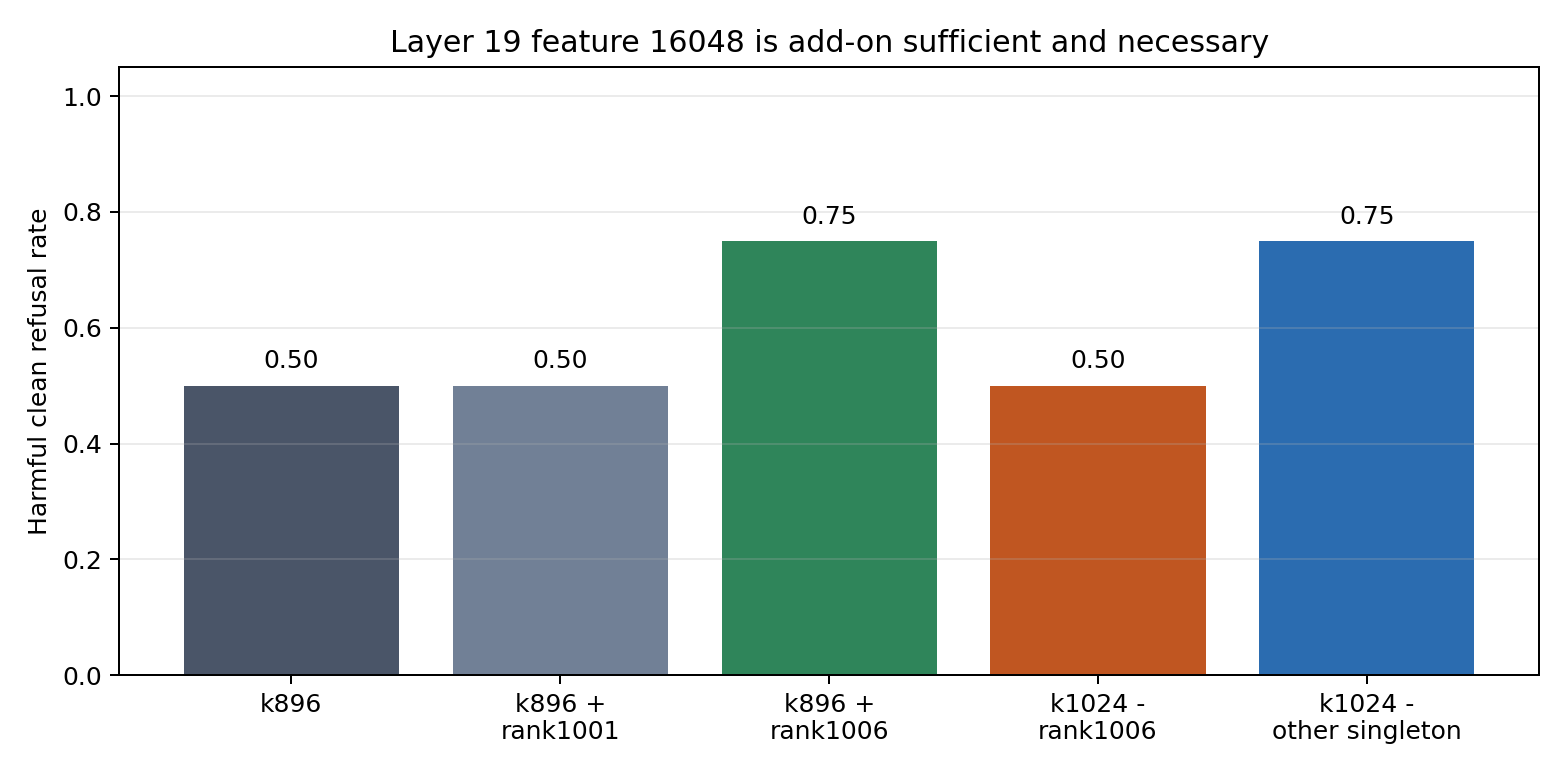 Layer 19 feature 16048 is add-on sufficient and necessary
Harmful clean refusal rate
1.0
0.8
0.6
0.4
0.2
0.0
0.50
0.50
0.75
0.50
0.75
k896
k896 +
rank1001
k896 +
rank1006
k1024 -
rank1006
k1024 -
other singleton